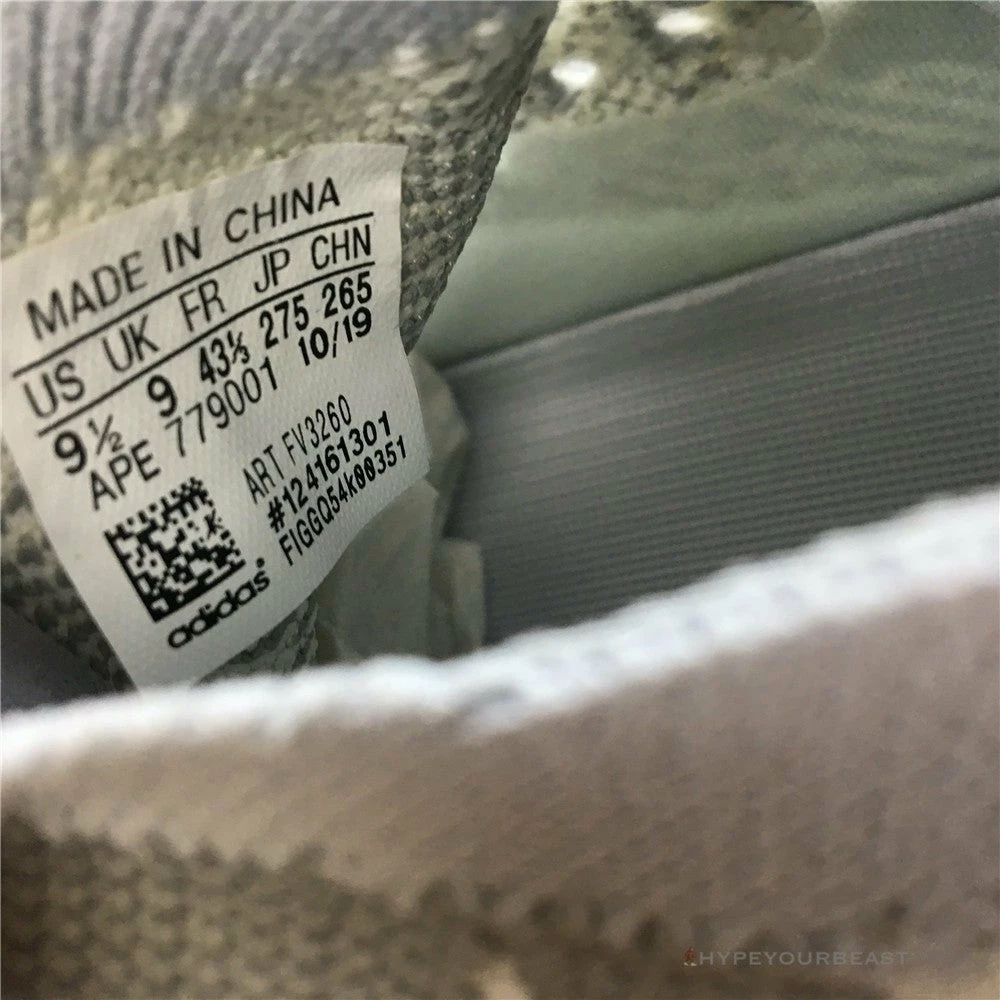 MADE IN CHINA
US UK FR JP CHN
9½ 9 43⅓ 275 265
APE 779001 10/19
ART FV3260
#124161301
FIGGQ54k00351
adidas
HYPEYOURBEAST